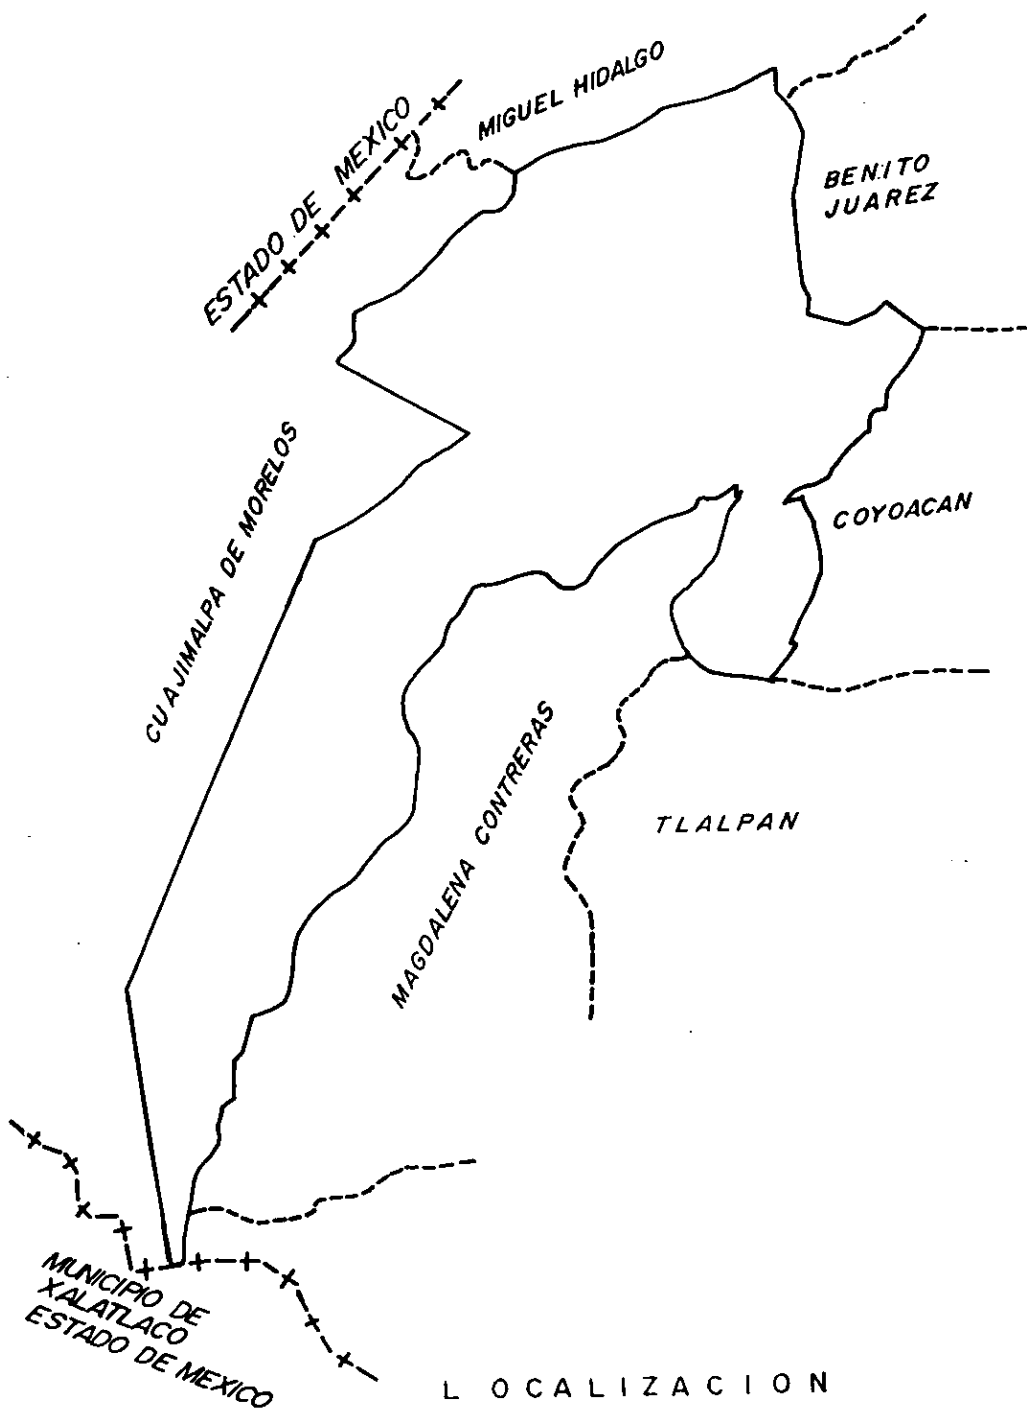 MIGUEL HIDALGO
ESTADO DE MEXICO
BENITO
JUAREZ
CUAJIMALPA DE MORELOS
COYOACAN
MAGDALENA CONTRERAS
TLALPAN
MUNICIPIO DE
XALATLACO
ESTADO DE MEXICO
LOCALIZACION